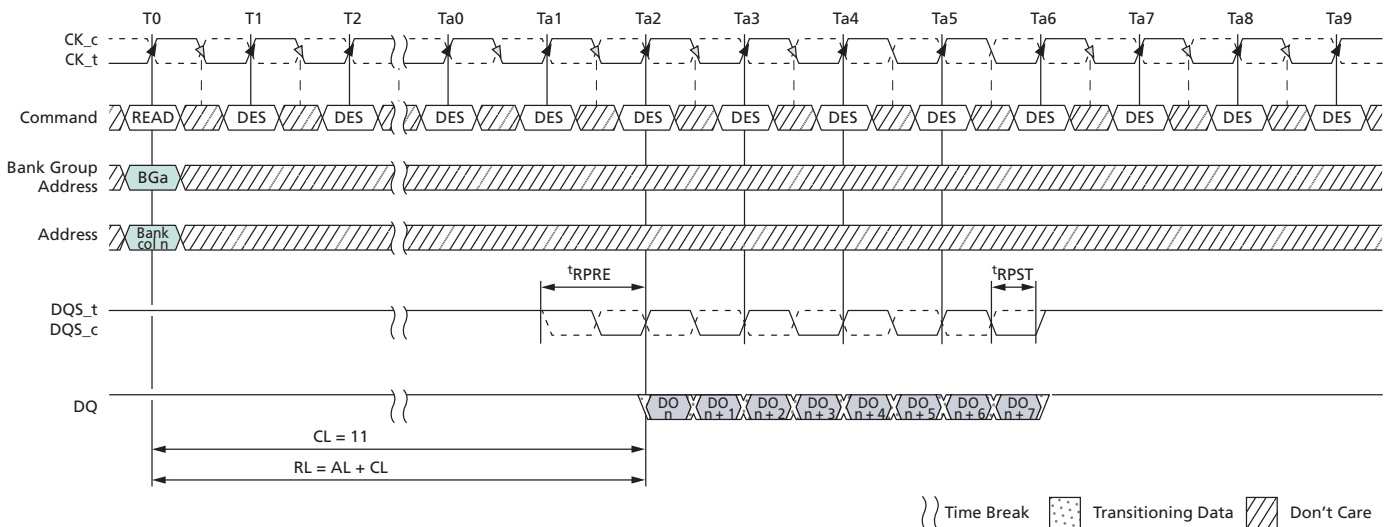 T0 T1 T2 Ta0 Ta1 Ta2 Ta3 Ta4 Ta5 Ta6 Ta7 Ta8 Ta9
CK_c
CK_t
Command READ DES DES DES DES DES DES DES DES DES DES DES DES
Bank Group
Address
BGa
Address
Bank
col n
tRPRE tRPST
DQS_t
DQS_c
DQ
DO
n
DO
n + 1
DO
n + 2
DO
n + 3
DO
n + 4
DO
n + 5
DO
n + 6
DO
n + 7
CL = 11
RL = AL + CL
Time Break Transitioning Data Don't Care